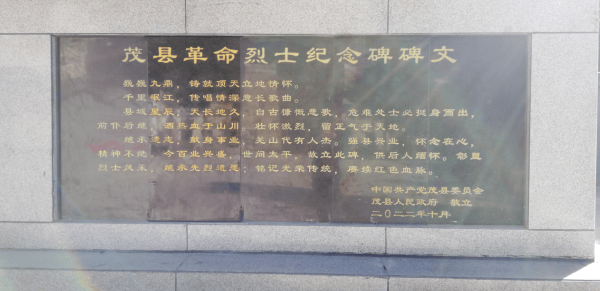 茂县革命烈士纪念碑碑文
巍巍九鼎，铸就顶天立地情怀。
千里岷江，传唱情深意长歌曲。
县城星辰，天长地久，自古慷慨悲歌，危难处士必挺身而出，
前仆后继，洒热血于山川，壮怀激烈，留正气于天地。
继承遗志，献身事业，羌山代有人杰。强县兴业，怀念在心，
精神不绝。今百业兴盛，世间太平，故立此碑，供后人缅怀。彰显
烈士风采，继承先烈遗志，铭记光荣传统，赓续红色血脉。
中国共产党茂县委员会
茂县人民政府 敬立
二〇二二年十月